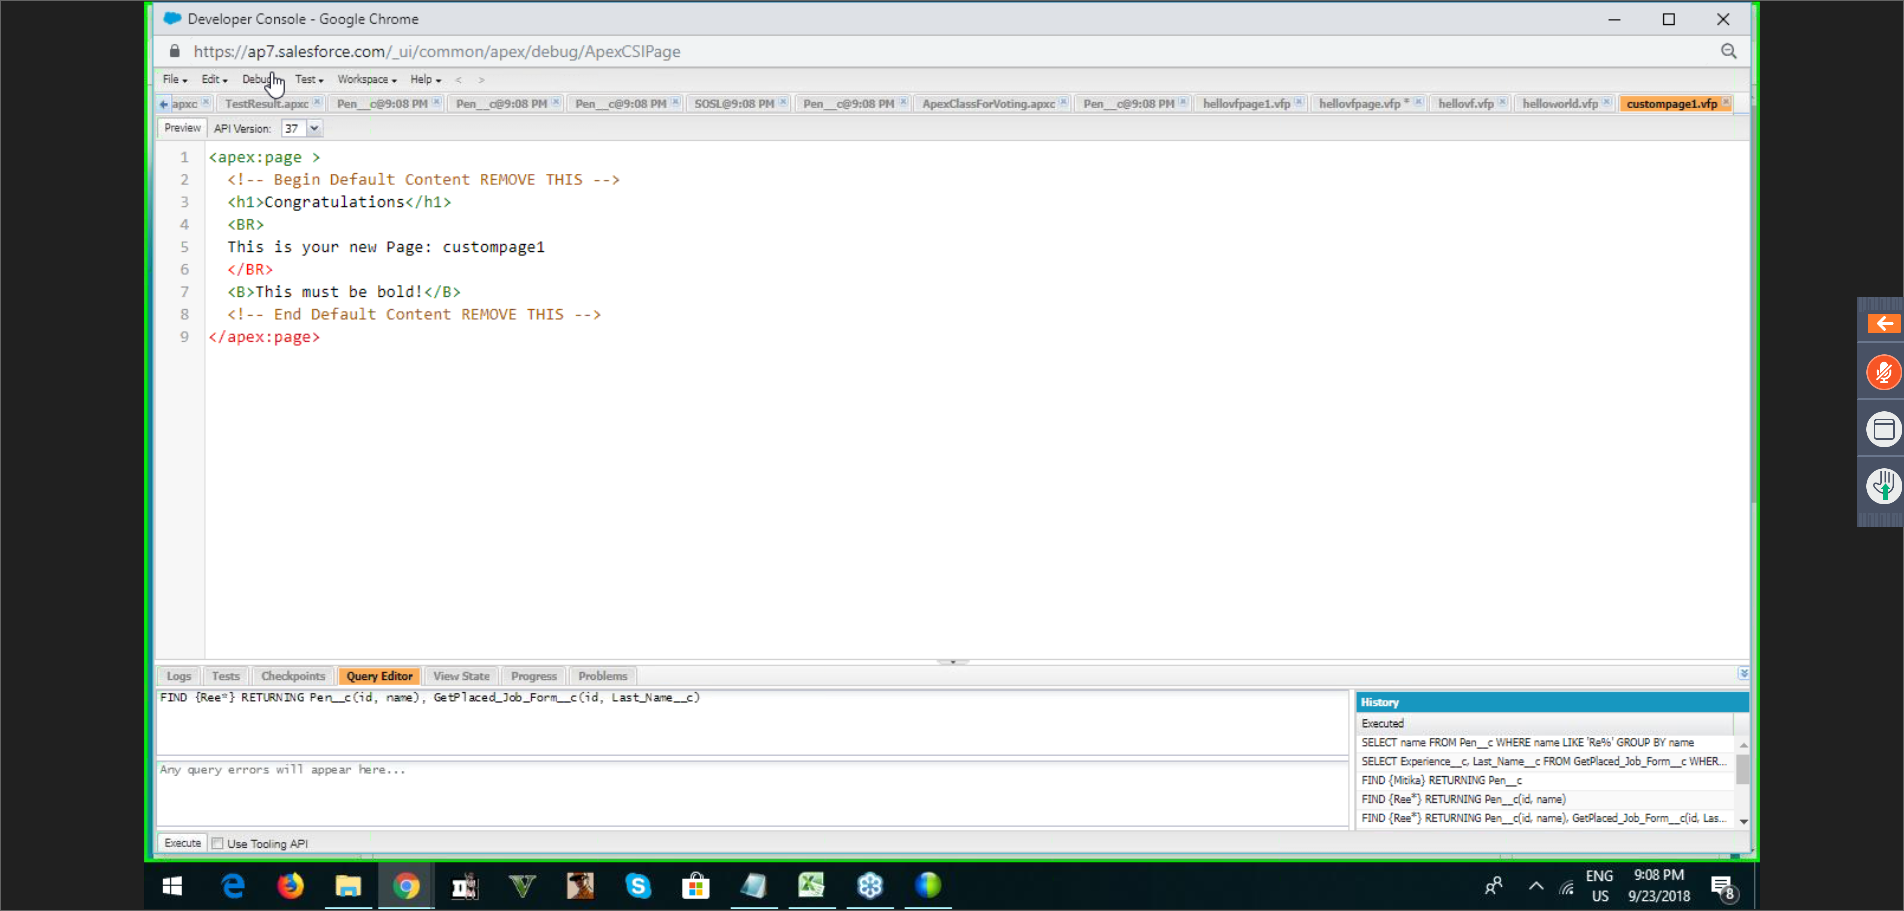 Developer Console - Google Chrome
https://ap7.salesforce.com/_ui/common/apex/debug/ApexCSIPage
File Edit Debug Test Workspace Help < >
apxc TestResult.apxc Pen__c@9:08 PM Pen__c@9:08 PM Pen__c@9:08 PM SOSL@9:08 PM Pen__c@9:08 PM ApexClassForVoting.apxc Pen__c@9:08 PM hellovfpage1.vfp hellovfpage.vfp * hellovf.vfp helloworld.vfp custompage1.vfp
Preview API Version: 37
1 <apex:page >
2 <!-- Begin Default Content REMOVE THIS -->
3 <h1>Congratulations</h1>
4 <BR>
5 This is your new Page: custompage1
6 </BR>
7 <B>This must be bold!</B>
8 <!-- End Default Content REMOVE THIS -->
9 </apex:page>
Logs Tests Checkpoints Query Editor View State Progress Problems
FIND {Ree*} RETURNING Pen__c(id, name), GetPlaced_Job_Form__c(id, Last_Name__c)
Any query errors will appear here...
History
Executed
SELECT name FROM Pen__c WHERE name LIKE 'Re%' GROUP BY name
SELECT Experience__c, Last_Name__c FROM GetPlaced_Job_Form__c WHER...
FIND {Mitika} RETURNING Pen__c
FIND {Ree*} RETURNING Pen__c(id, name)
FIND {Ree*} RETURNING Pen__c(id, name), GetPlaced_Job_Form__c(id, Las...
Execute Use Tooling API
ENG
US
9:08 PM
9/23/2018
8